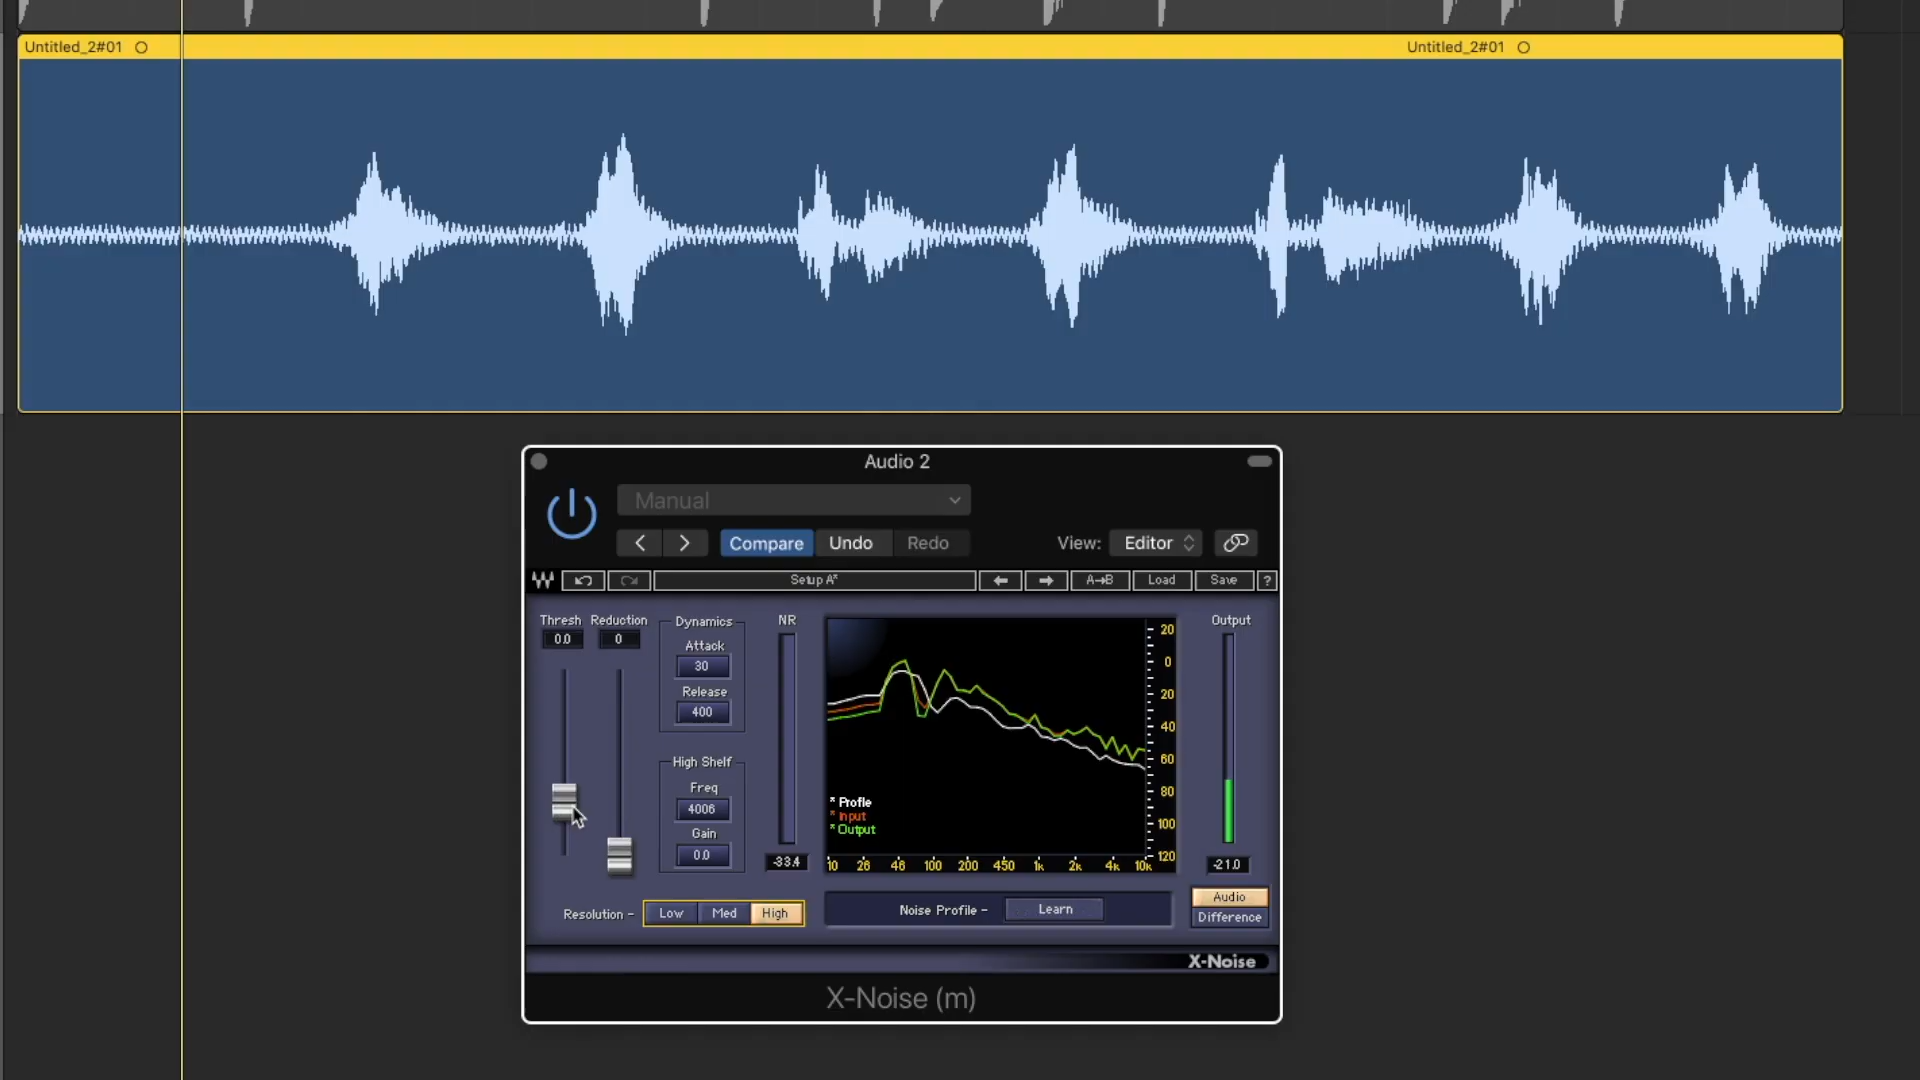 Untitled_2#01 Untitled_2#01
Audio 2
Manual
Compare Undo Redo View: Editor
Setup A* A→B Load Save ?
Thresh Reduction Dynamics NR Output
0.0 0
Attack
30
Release
400
High Shelf
Freq
4006
Gain
0.0
-33.4
20
0
20
40
60
80
100
120
* Profle
* Input
* Output
10 26 46 100 200 450 1k 2k 4k 10k
-21.0
Resolution - Low Med High
Noise Profile - Learn
Audio
Difference
X-Noise
X-Noise (m)